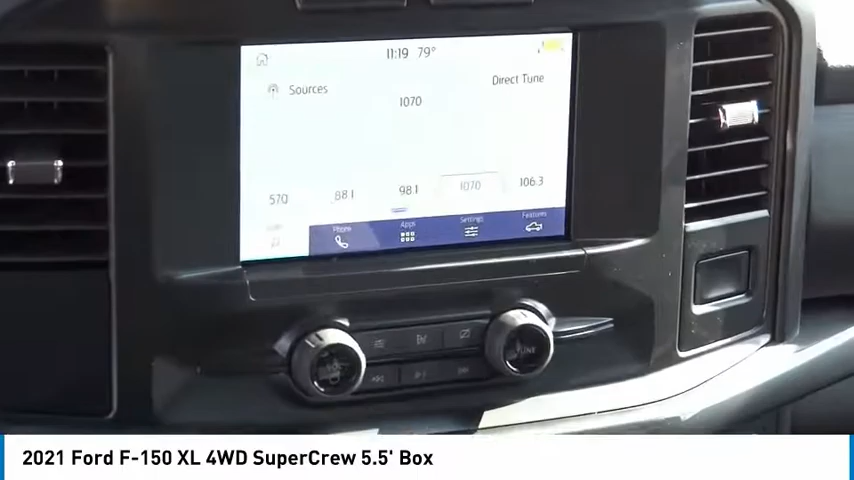 11:19 79°
Sources
Direct Tune
1070
570 88.1 98.1 1070 106.3
Phone Apps Settings Features
TUNE
2021 Ford F-150 XL 4WD SuperCrew 5.5' Box